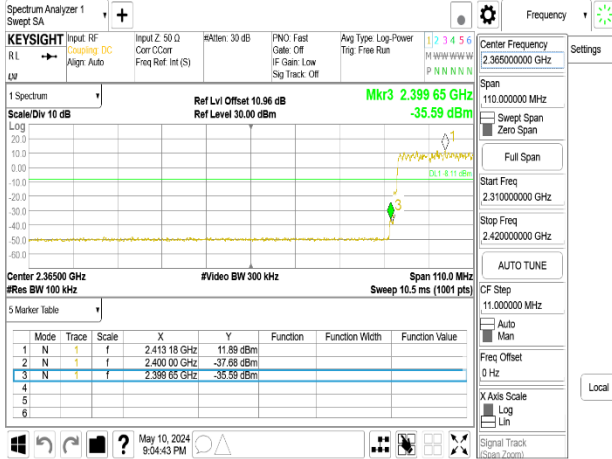 Spectrum Analyzer 1
Swept SA
+
Frequency
KEYSIGHT
RL
Input: RF
Coupling: DC
Align: Auto
Input Z: 50 Ω
Corr CCorr
Freq Ref: Int (S)
#Atten: 30 dB
PNO: Fast
Gate: Off
IF Gain: Low
Sig Track: Off
Avg Type: Log-Power
Trig: Free Run
1 2 3 4 5 6
M W W W W W
P N N N N N
Center Frequency
2.365000000 GHz
Settings
Span
110.000000 MHz
Swept Span
Zero Span
Full Span
Start Freq
2.310000000 GHz
Stop Freq
2.420000000 GHz
AUTO TUNE
CF Step
11.000000 MHz
Auto
Man
Freq Offset
0 Hz
X Axis Scale
Log
Lin
Local
Signal Track
(Span Zoom)
1 Spectrum
Scale/Div 10 dB
Log
Ref Lvl Offset 10.96 dB
Ref Level 30.00 dBm
Mkr3 2.399 65 GHz
-35.59 dBm
20.0
10.0
0.00
-10.0
-20.0
-30.0
-40.0
-50.0
-60.0
1
DL1 -8.11 dBm
3
Center 2.36500 GHz
#Res BW 100 kHz
#Video BW 300 kHz
Span 110.0 MHz
Sweep 10.5 ms (1001 pts)
5 Marker Table
Mode Trace Scale X Y Function Function Width Function Value
1 N 1 f 2.413 18 GHz 11.89 dBm
2 N 1 f 2.400 00 GHz -37.68 dBm
3 N 1 f 2.399 65 GHz -35.59 dBm
4
5
6
?
May 10, 2024
9:04:43 PM